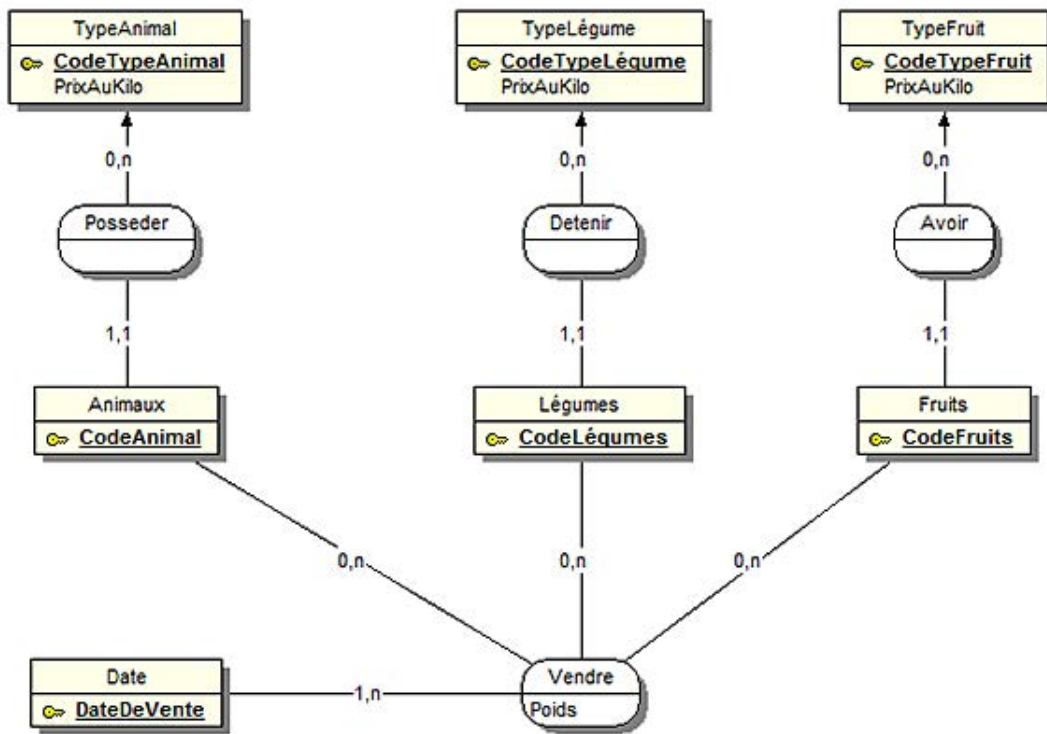 TypeAnimal
CodeTypeAnimal
PrixAuKilo
TypeLégume
CodeTypeLégume
PrixAuKilo
TypeFruit
CodeTypeFruit
PrixAuKilo
0,n
0,n
0,n
Posseder
Detenir
Avoir
1,1
1,1
1,1
Animaux
CodeAnimal
Légumes
CodeLégumes
Fruits
CodeFruits
0,n
0,n
0,n
Date
DateDeVente
1,n
Vendre
Poids